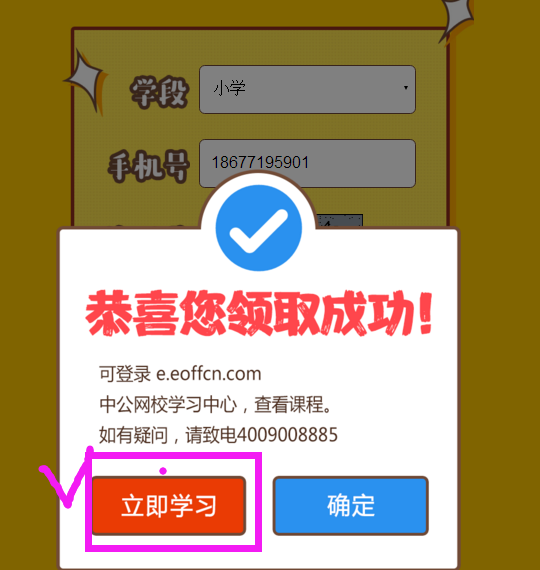 学段
小学
手机号
18677195901
恭喜您领取成功!
可登录 e.eoffcn.com
中公网校学习中心，查看课程。
如有疑问，请致电4009008885
立即学习
确定